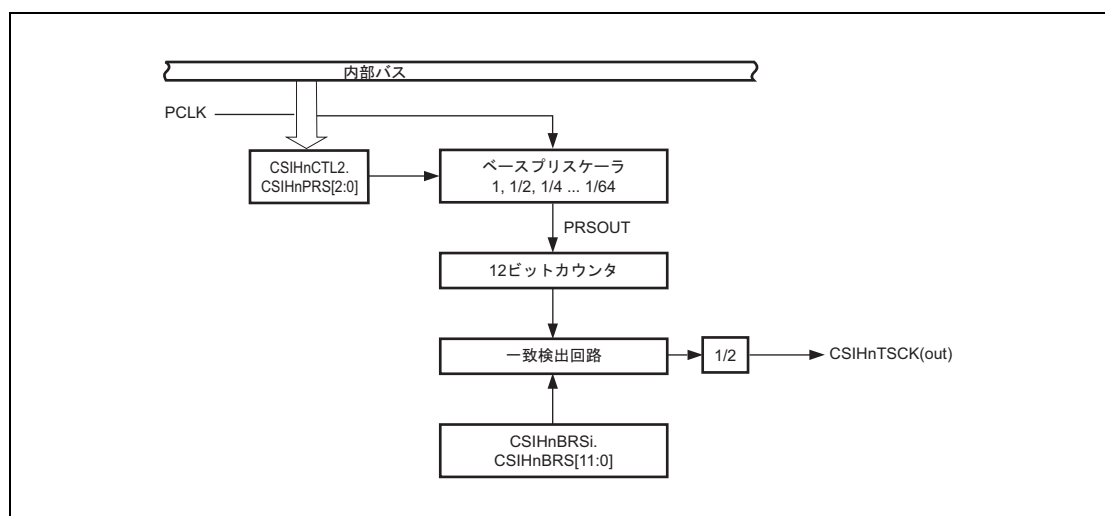 内部バス
PCLK
CSIHnCTL2.
CSIHnPRS[2:0]
ベースプリスケーラ
1, 1/2, 1/4 ... 1/64
PRSOUT
12ビットカウンタ
一致検出回路
1/2
CSIHnTSCK(out)
CSIHnBRSi.
CSIHnBRS[11:0]